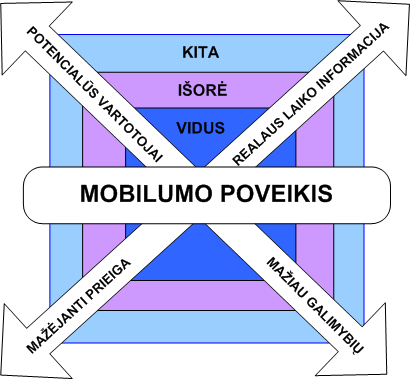 POTENCIALŪS VARTOTOJAI
REALAUS LAIKO INFORMACIJA
KITA
IŠORĖ
VIDUS
MOBILUMO POVEIKIS
MAŽĖJANTI PRIEIGA
MAŽIAU GALIMYBIŲ